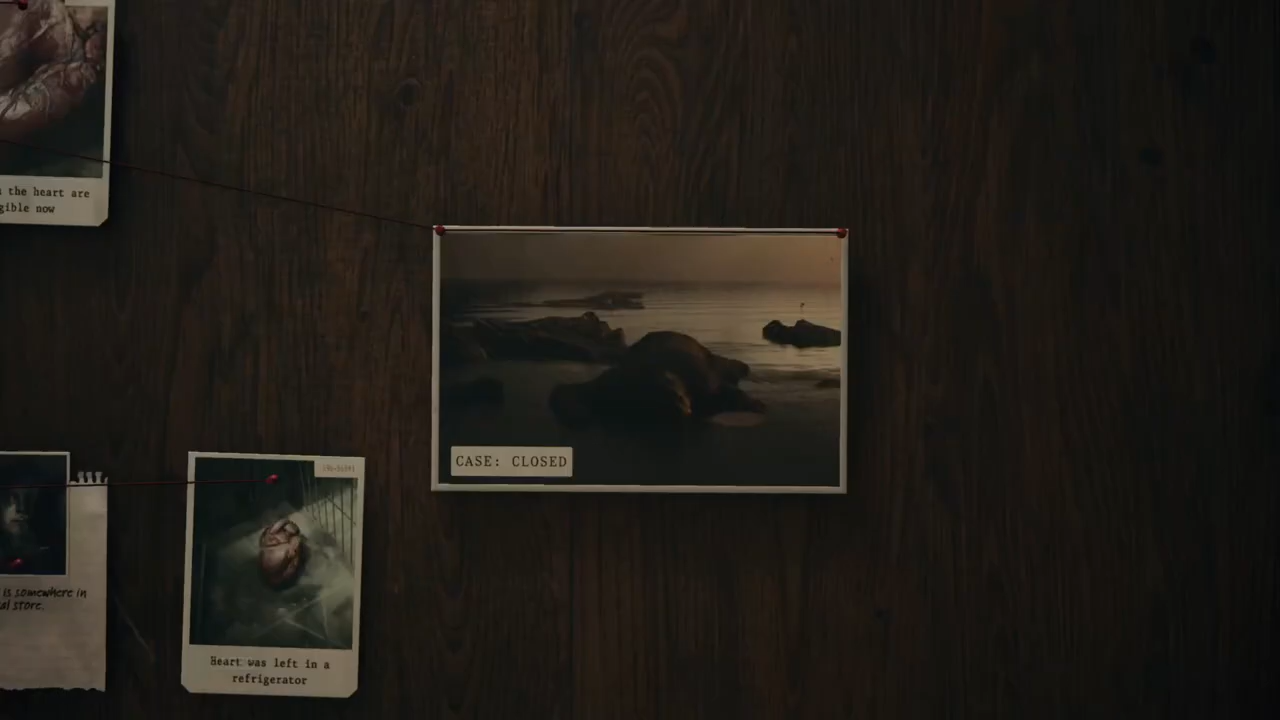 the heart are
gible now
CASE: CLOSED
is somewhere in
al store.
Heart was left in a
refrigerator